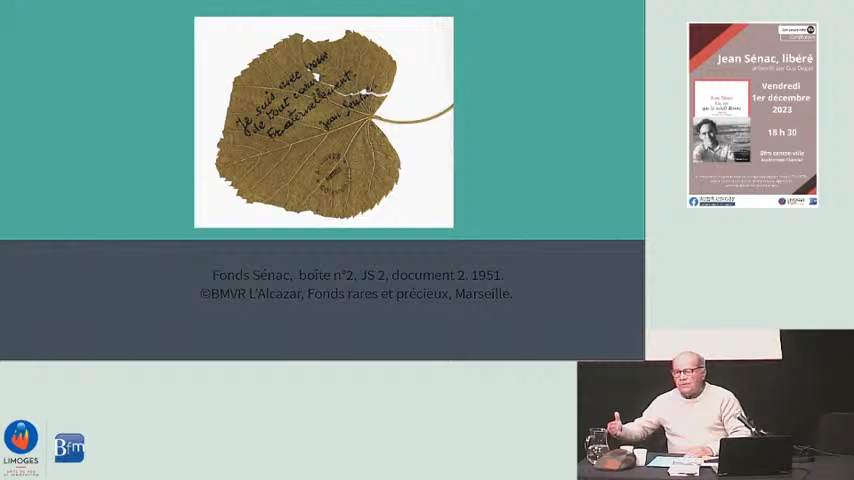 Je suis avec vous
de tout cœur.
Fraternellement.
Jean Sénac
Fonds Sénac, boîte n°2, JS 2, document 2. 1951.
©BMVR L'Alcazar, Fonds rares et précieux, Marseille.
Jean Sénac, libéré
Vendredi
1er décembre
2023
18 h 30
Bfm centre-ville
LIMOGES
LIMOGES
Bfm